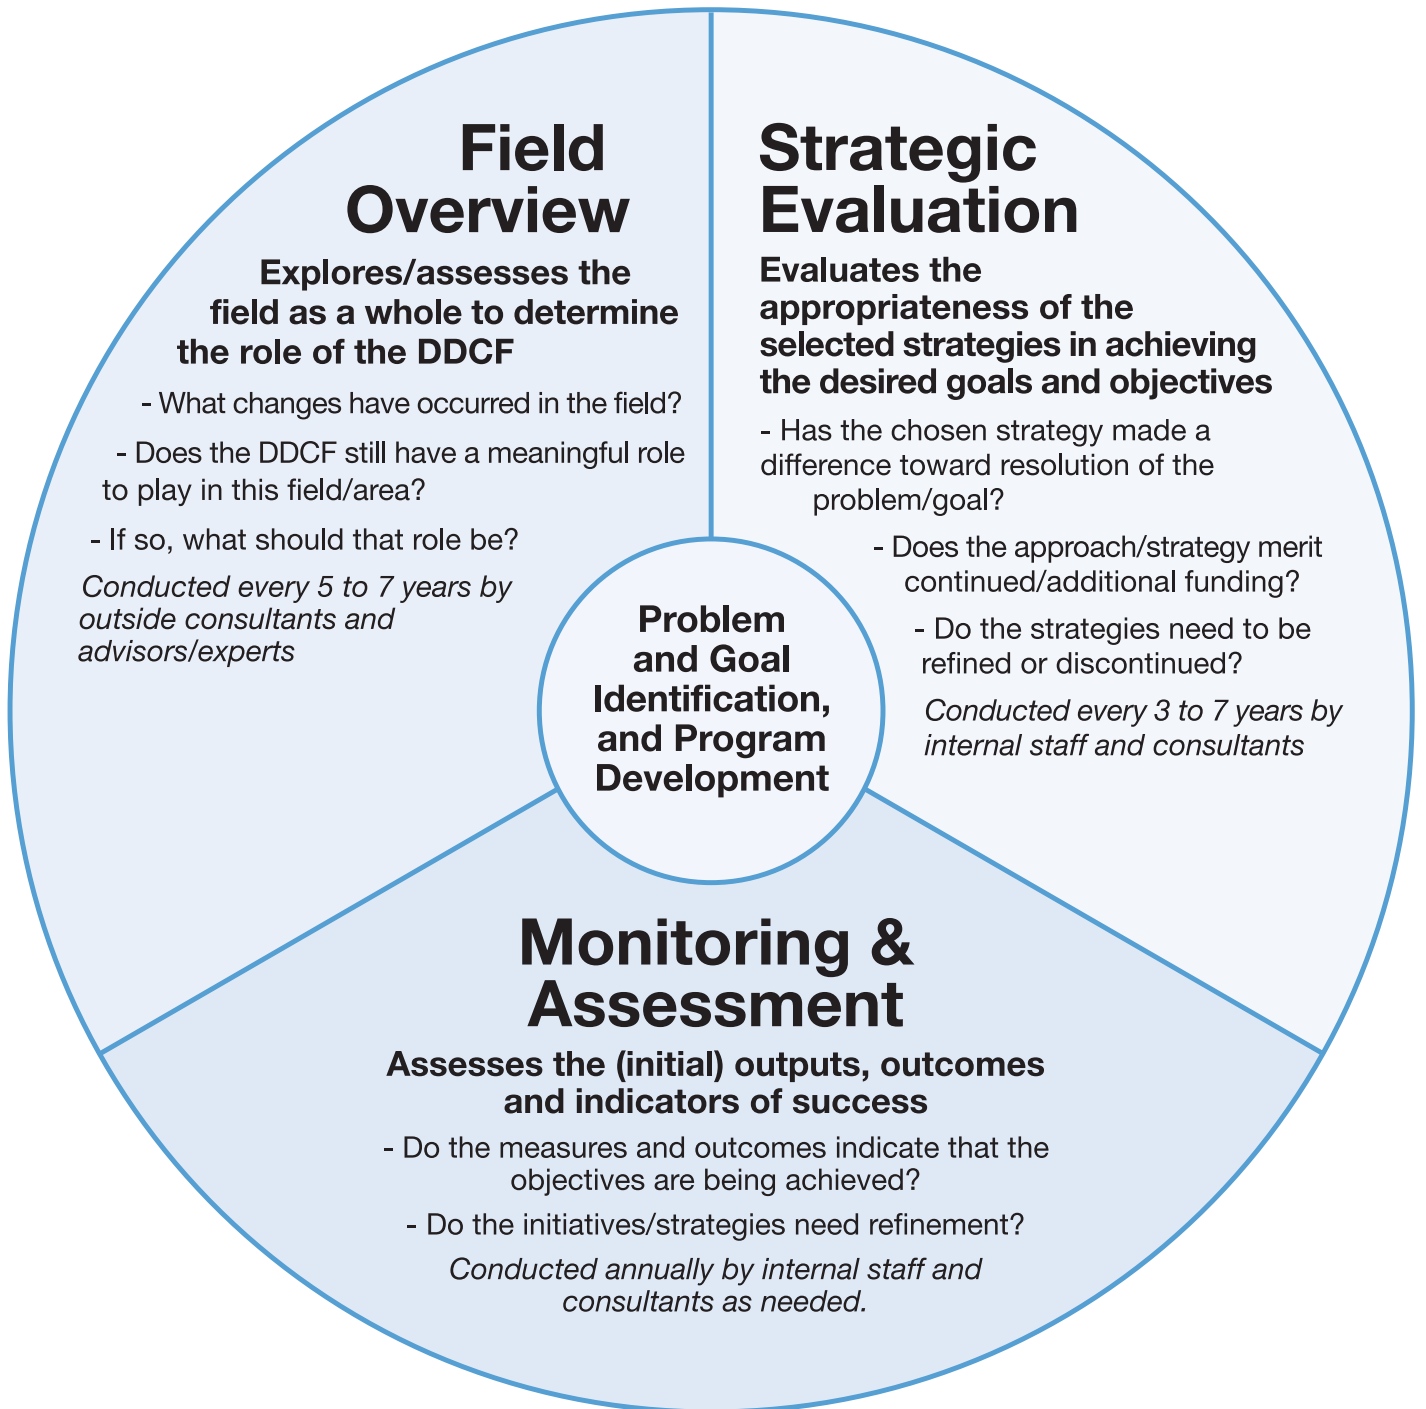 Field
Overview
Explores/assesses the
field as a whole to determine
the role of the DDCF
- What changes have occurred in the field?
- Does the DDCF still have a meaningful role
to play in this field/area?
- If so, what should that role be?
Conducted every 5 to 7 years by
outside consultants and
advisors/experts
Strategic
Evaluation
Evaluates the
appropriateness of the
selected strategies in achieving
the desired goals and objectives
- Has the chosen strategy made a
difference toward resolution of the
problem/goal?
- Does the approach/strategy merit
continued/additional funding?
- Do the strategies need to be
refined or discontinued?
Conducted every 3 to 7 years by
internal staff and consultants
Problem
and Goal
Identification,
and Program
Development
Monitoring &
Assessment
Assesses the (initial) outputs, outcomes
and indicators of success
- Do the measures and outcomes indicate that the
objectives are being achieved?
- Do the initiatives/strategies need refinement?
Conducted annually by internal staff and
consultants as needed.